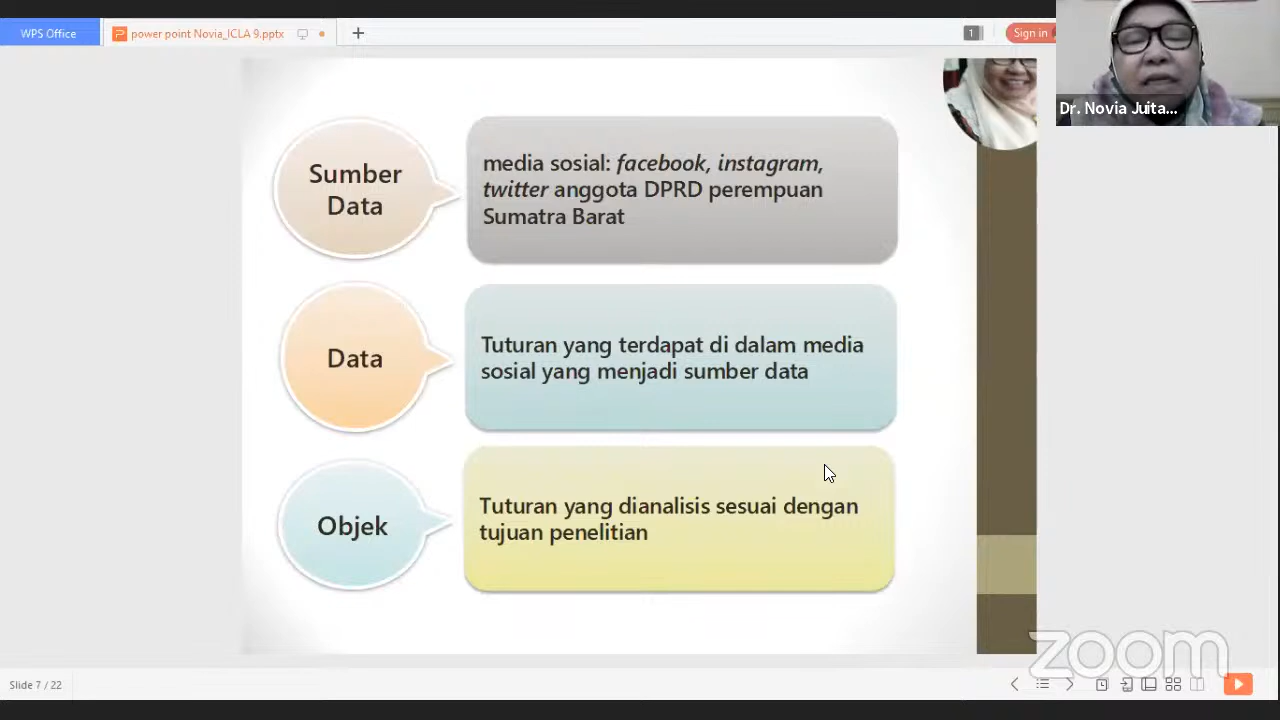 WPS Office
power point Novia_ICLA 9.pptx
1
Sign in
Dr. Novia Juita...
Sumber
Data
media sosial: facebook, instagram,
twitter anggota DPRD perempuan
Sumatra Barat
Data
Tuturan yang terdapat di dalam media
sosial yang menjadi sumber data
Objek
Tuturan yang dianalisis sesuai dengan
tujuan penelitian
zoom
Slide 7 / 22